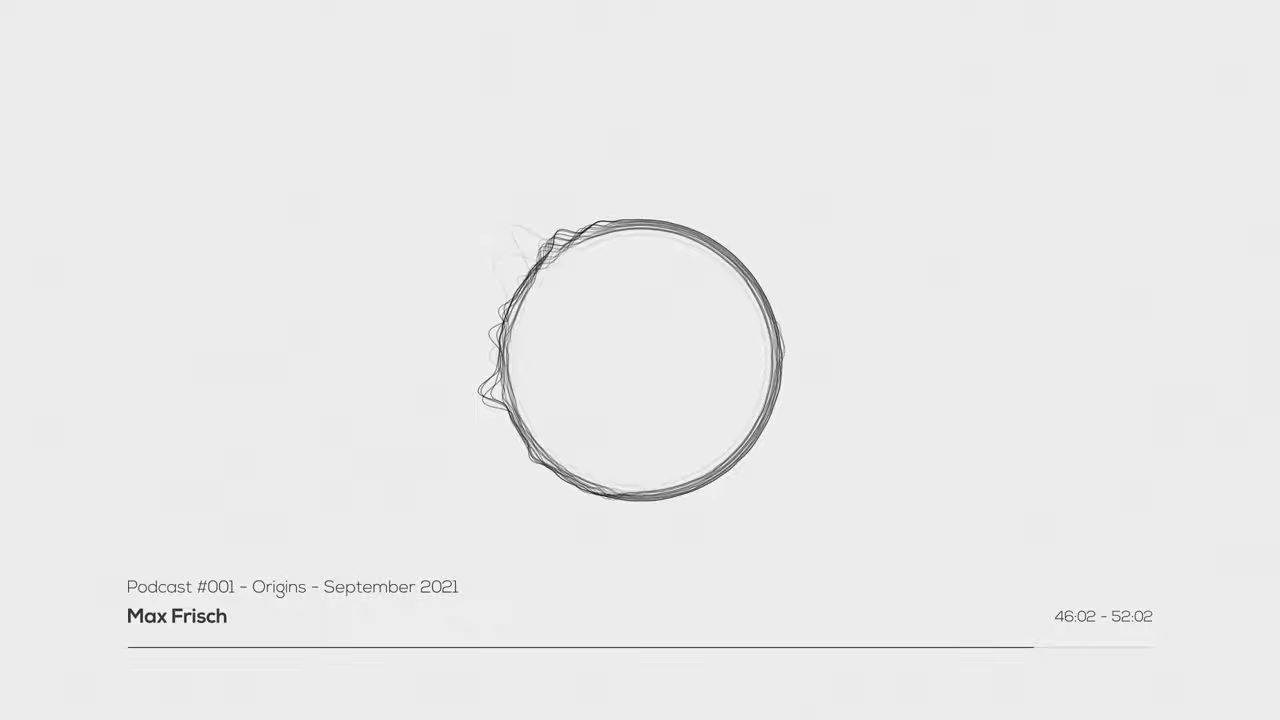 Podcast #001 - Origins - September 2021
Max Frisch
46:02 - 52:02